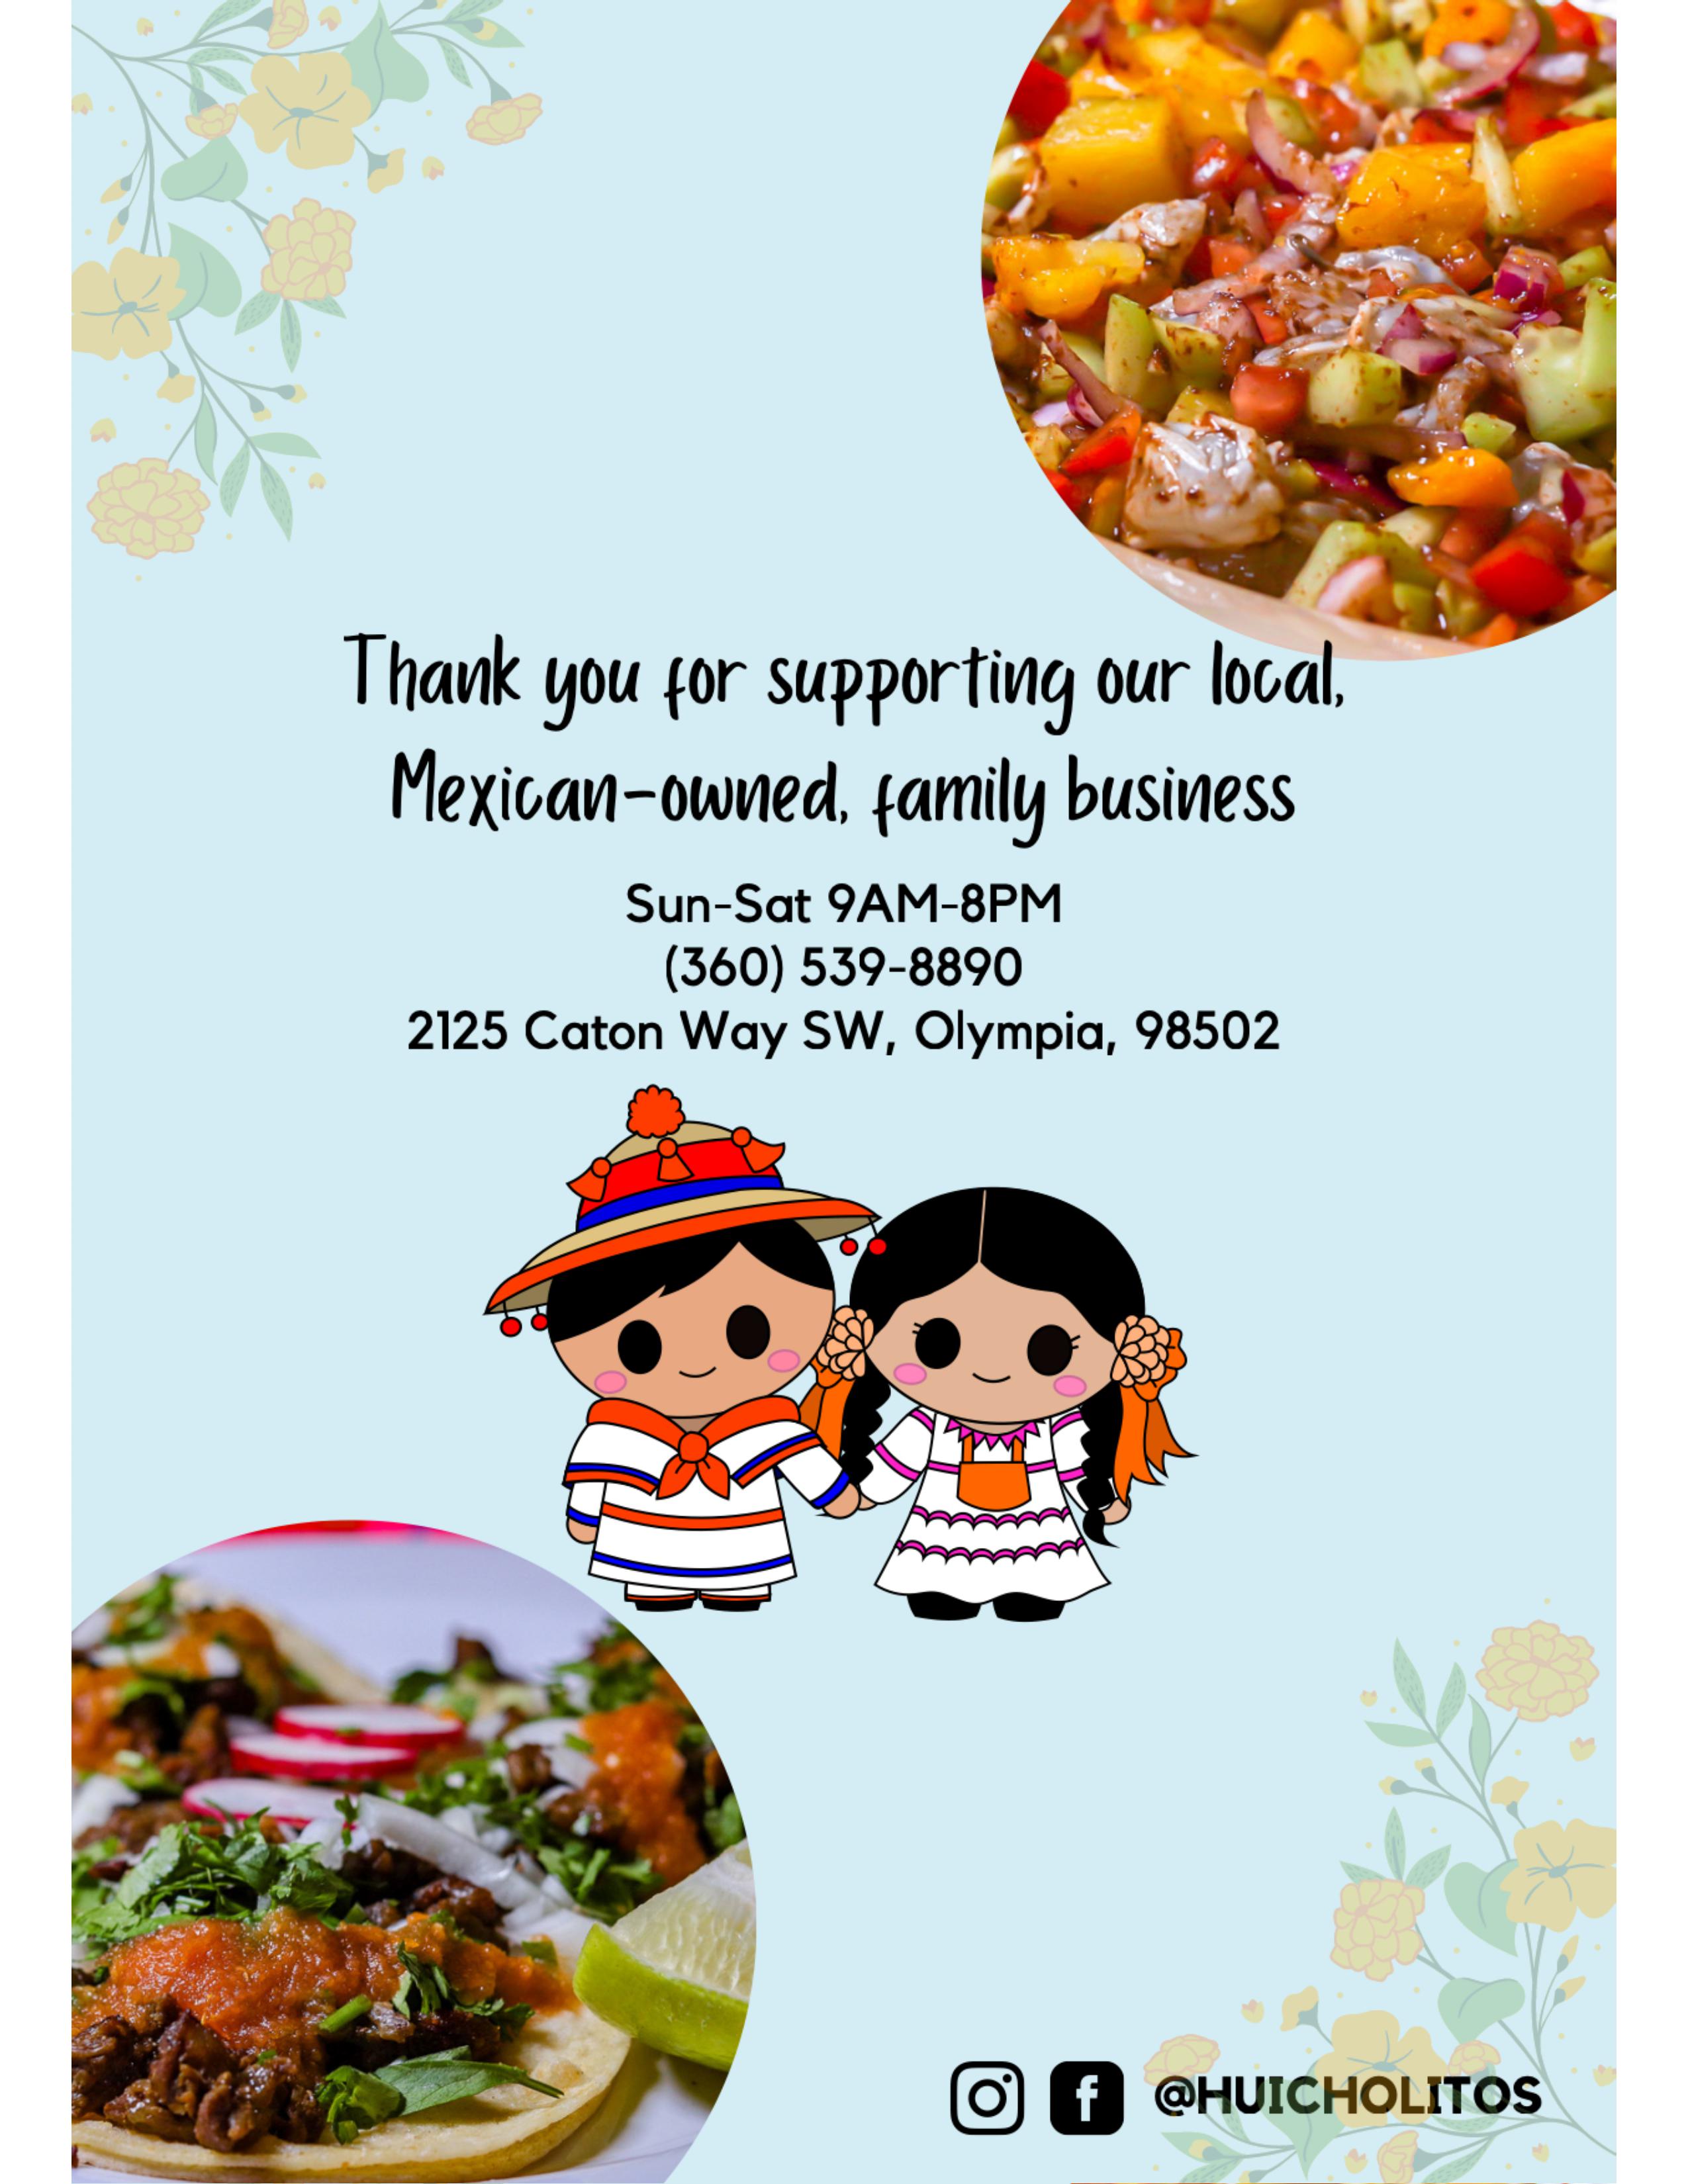 Thank you for supporting our local,
Mexican-owned, family business
Sun-Sat 9AM-8PM
(360) 539-8890
2125 Caton Way SW, Olympia, 98502
@HUICHOLITOS